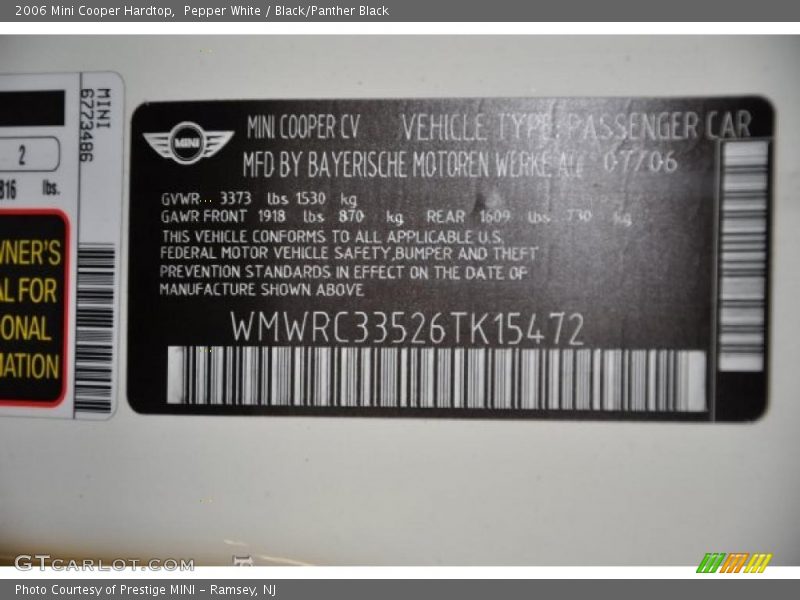 2006 Mini Cooper Hardtop,  Pepper White / Black/Panther Black
MINI
6773486
2
816 lbs.
WNER'S
AL FOR
ONAL
MATION
MINI
MINI COOPER CV VEHICLE TYPE: PASSENGER CAR
MFD BY BAYERISCHE MOTOREN WERKE 07/06
GVWR 3373 lbs 1530 kg
GAWR FRONT 1918 lbs 870 kg REAR 1609 lbs 730 kg
THIS VEHICLE CONFORMS TO ALL APPLICABLE U.S.
FEDERAL MOTOR VEHICLE SAFETY,BUMPER AND THEFT
PREVENTION STANDARDS IN EFFECT ON THE DATE OF
MANUFACTURE SHOWN ABOVE
WMWRC33526TK15472
GTcarlot.com
Photo Courtesy of Prestige MINI - Ramsey, NJ